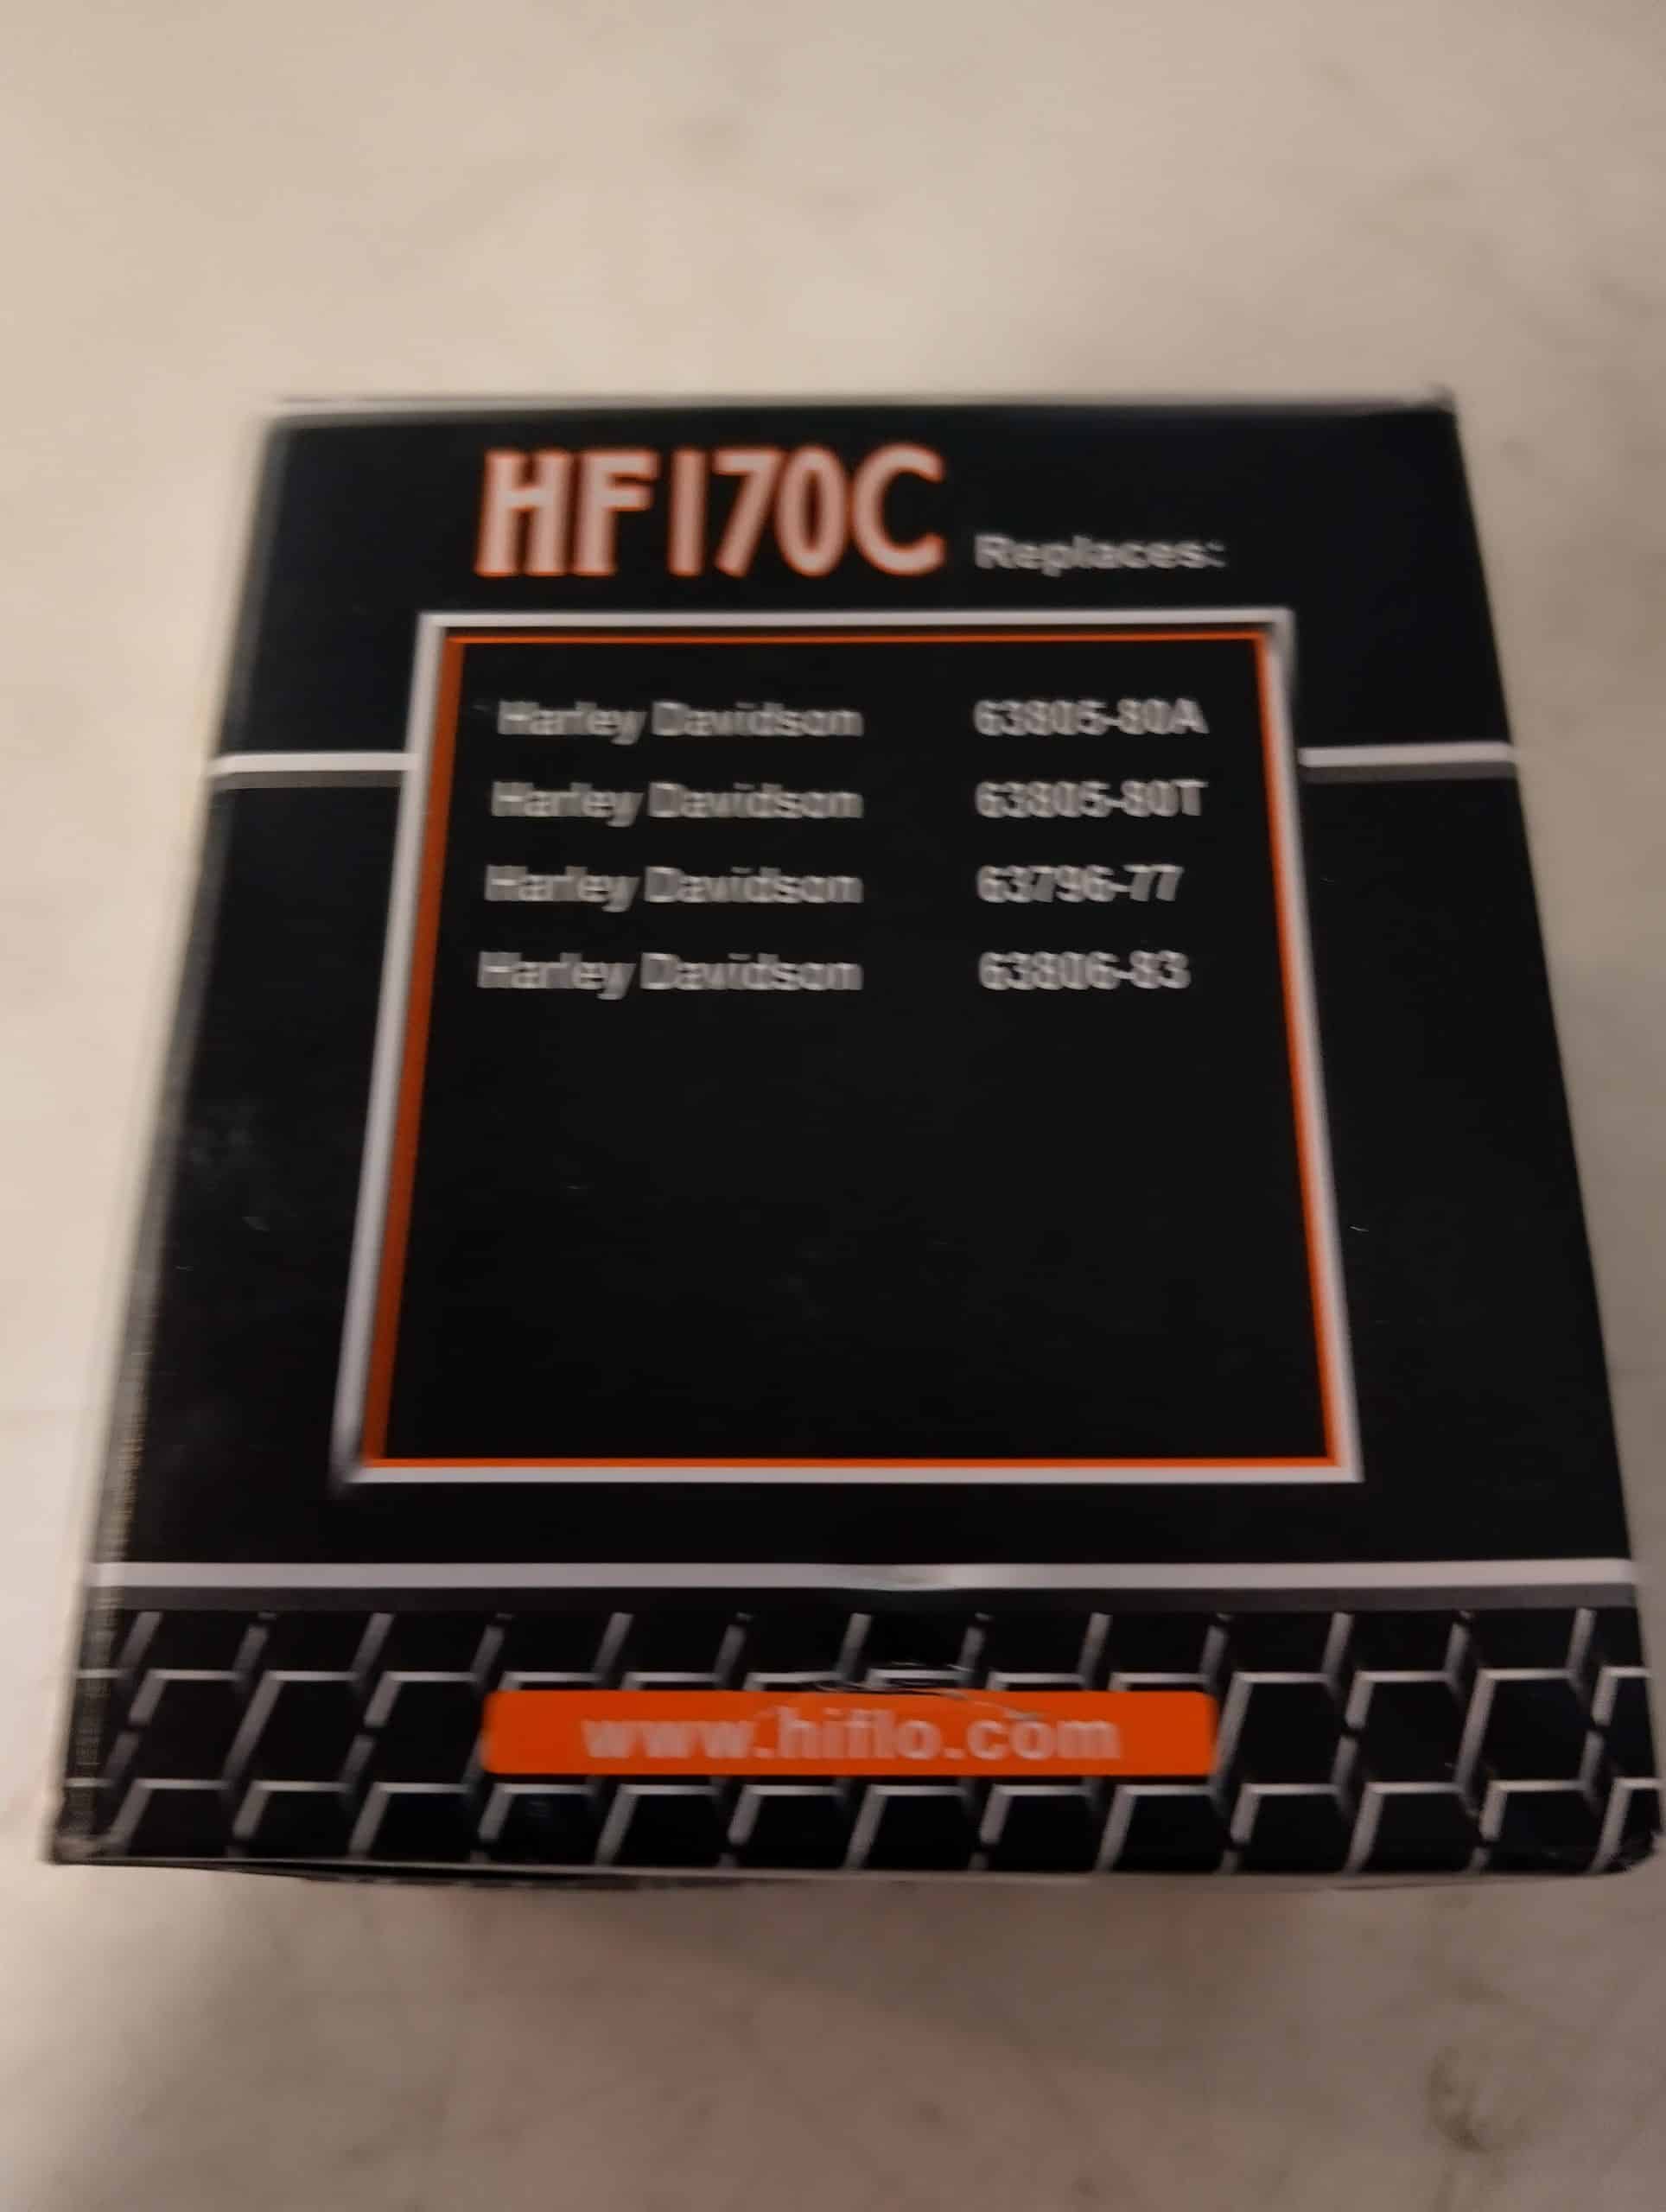 HF170C Replaces:
Harley Davidson 63805-80A
Harley Davidson 63805-80T
Harley Davidson 63796-77
Harley Davidson 63806-83
www.hiflo.com